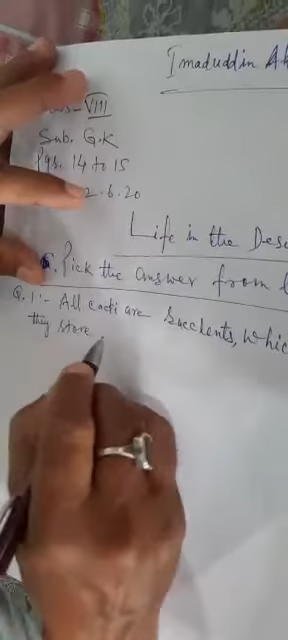 Imaduddin Ah
VIII
Sub. G.K
Pgs. 14 to 15
2.6.20
Life in the Des
Pick the answer from
Q.1:- All cacti are Succlents, whic
they store